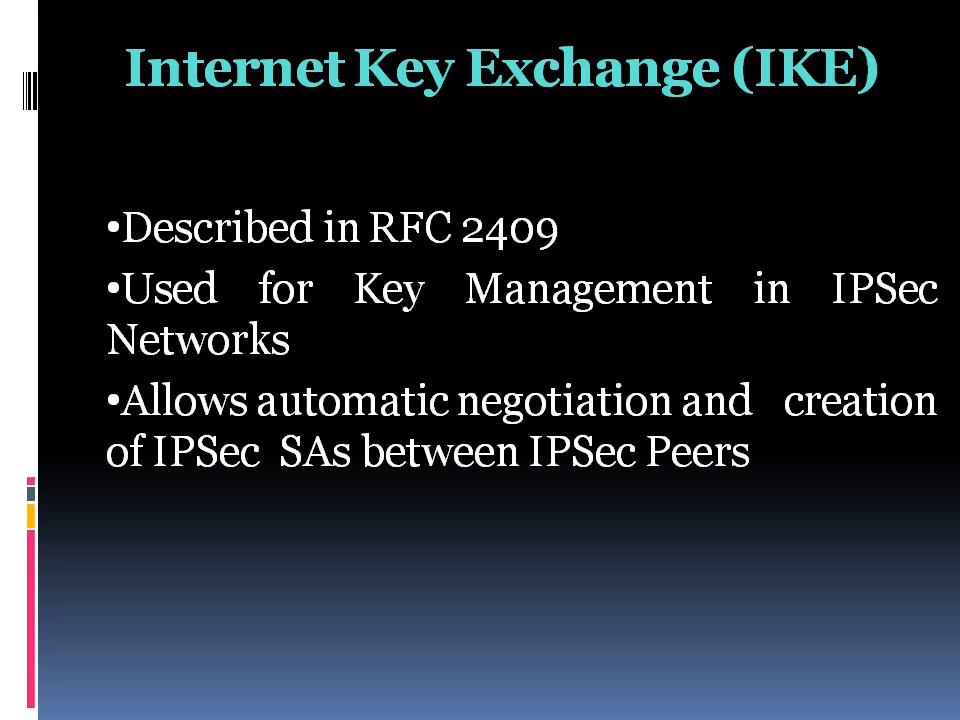 Internet Key Exchange (IKE)
•Described in RFC 2409
•Used for Key Management in IPSec
Networks
•Allows automatic negotiation and creation
of IPSec SAs between IPSec Peers